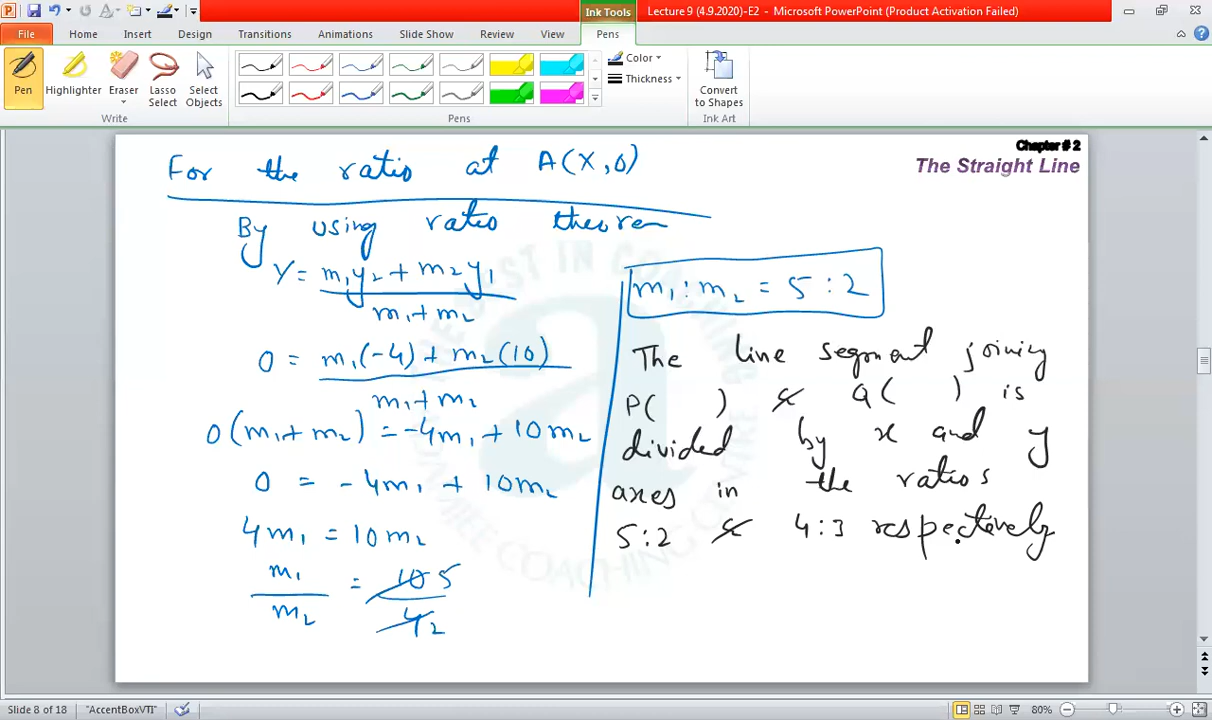 Ink Tools
Lecture 9 (4.9.2020)-E2 - Microsoft PowerPoint (Product Activation Failed)
File Home Insert Design Transitions Animations Slide Show Review View Pens
Pen Highlighter Eraser Lasso Select Select Objects
Color
Thickness
Convert to Shapes
Write Pens Ink Art
Chapter # 2
The Straight Line
For the ratio at A(X,0)
By using ratio theorem
Y = m₁y₂ + m₂y₁
m₁+m₂
0 = m₁(-4) + m₂(10)
m₁+m₂
0(m₁+m₂) = -4m₁ + 10m₂
0 = -4m₁ + 10m₂
4m₁ = 10m₂
m₁ = 10 5
m₂ 4 2
m₁:m₂ = 5:2
The line segment joining
P( ) & Q( ) is
divided by x and y
axes in the ratios
5:2 & 4:3 respectively
Slide 8 of 18 "AccentBoxVTI" 80%